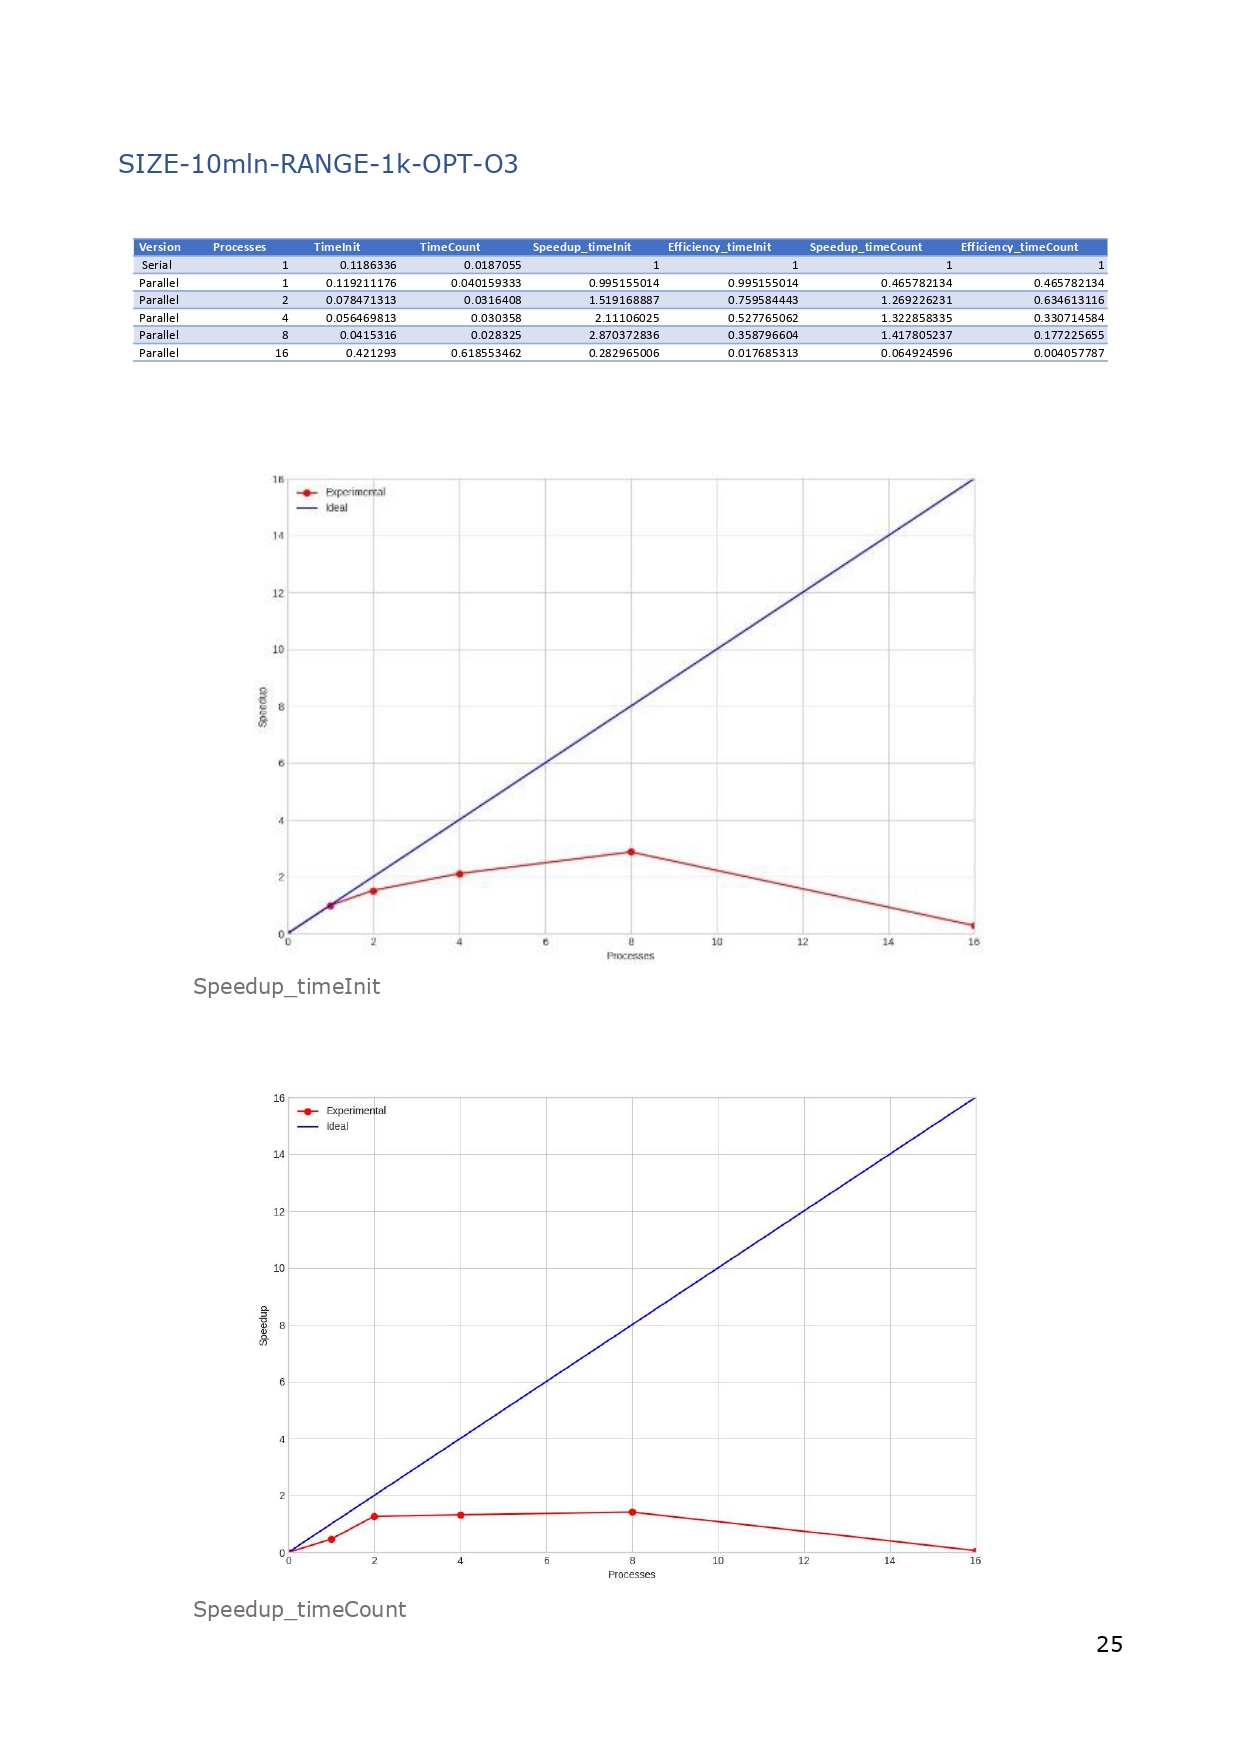 SIZE-10mln-RANGE-1k-OPT-O3
Version Processes TimeInit TimeCount Speedup_timeInit Efficiency_timeInit Speedup_timeCount Efficiency_timeCount
Serial 1 0.1186336 0.0187055 1 1 1 1
Parallel 1 0.119211176 0.040159333 0.995155014 0.995155014 0.465782134 0.465782134
Parallel 2 0.078471313 0.0316408 1.519168887 0.759584443 1.269226231 0.634613116
Parallel 4 0.056469813 0.030358 2.11106025 0.527765062 1.322858335 0.330714584
Parallel 8 0.0415316 0.028325 2.870372836 0.358796604 1.417805237 0.177225655
Parallel 16 0.421293 0.618553462 0.282965006 0.017685313 0.064924596 0.004057787
16
Experimental
Ideal
14
12
10
Speedup
8
6
4
2
0
0 2 4 6 8 10 12 14 16
Processes
Speedup_timeInit
16
Experimental
Ideal
14
12
10
Speedup
8
6
4
2
0
0 2 4 6 8 10 12 14 16
Processes
Speedup_timeCount
25